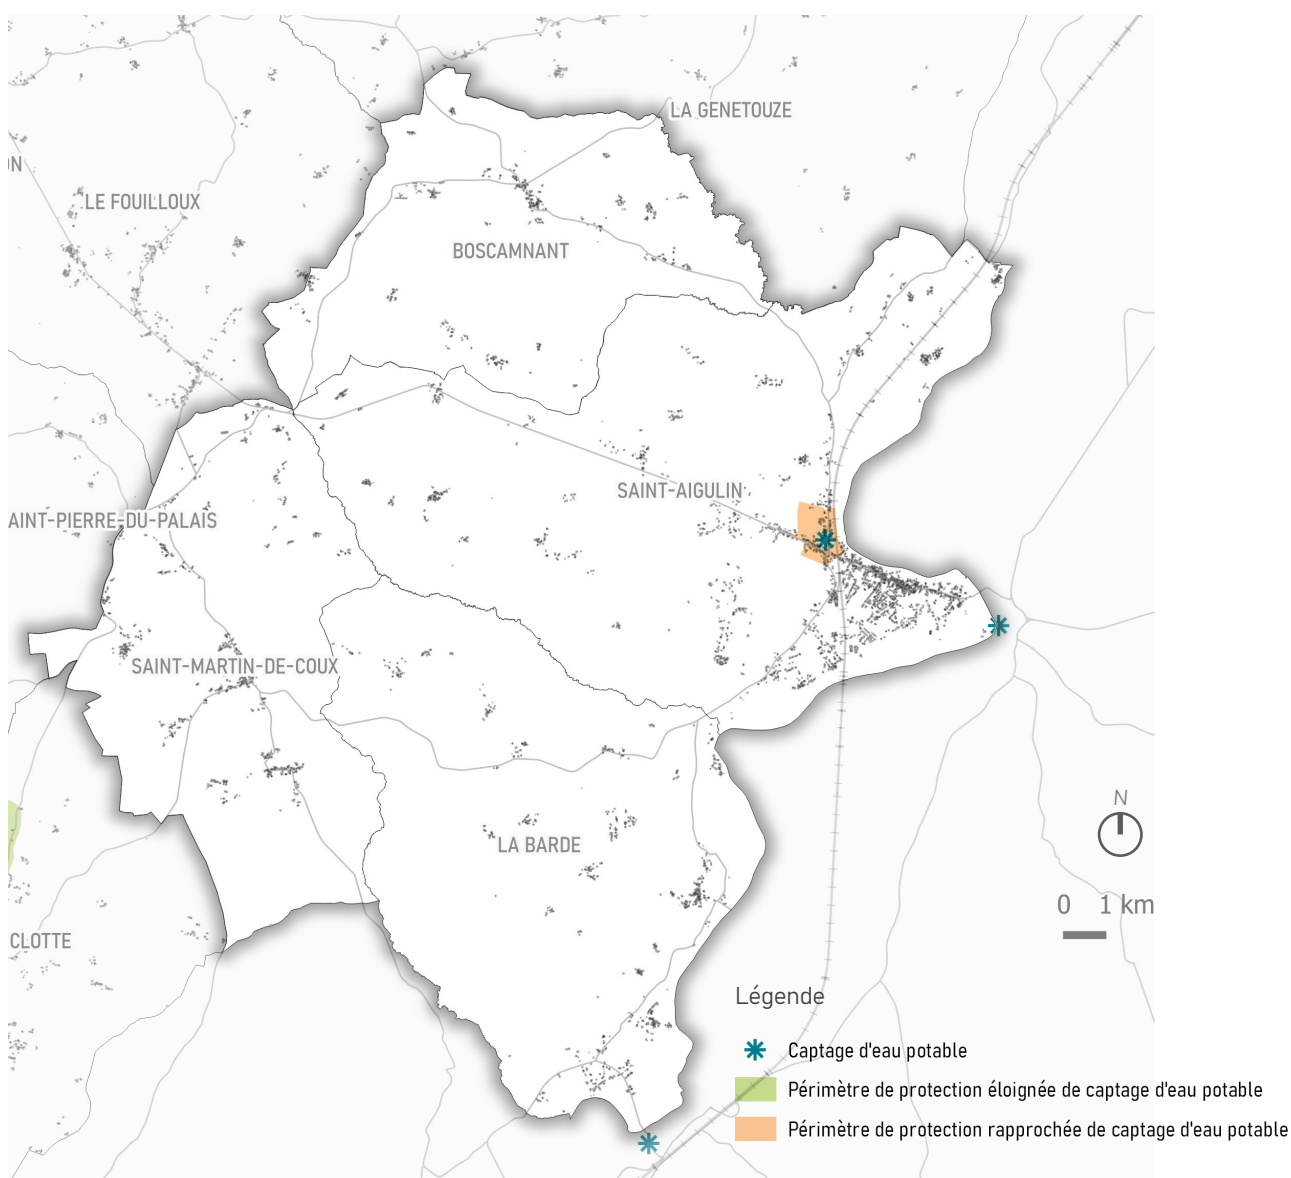 LA GENETOUZE
ON
LE FOUILLOUX
BOSCAMNANT
SAINT-AIGULIN
AINT-PIERRE-DU-PALAIS
SAINT-MARTIN-DE-COUX
LA BARDE
CLOTTE
N
0 1 km
Légende
Captage d'eau potable
Périmètre de protection éloignée de captage d'eau potable
Périmètre de protection rapprochée de captage d'eau potable